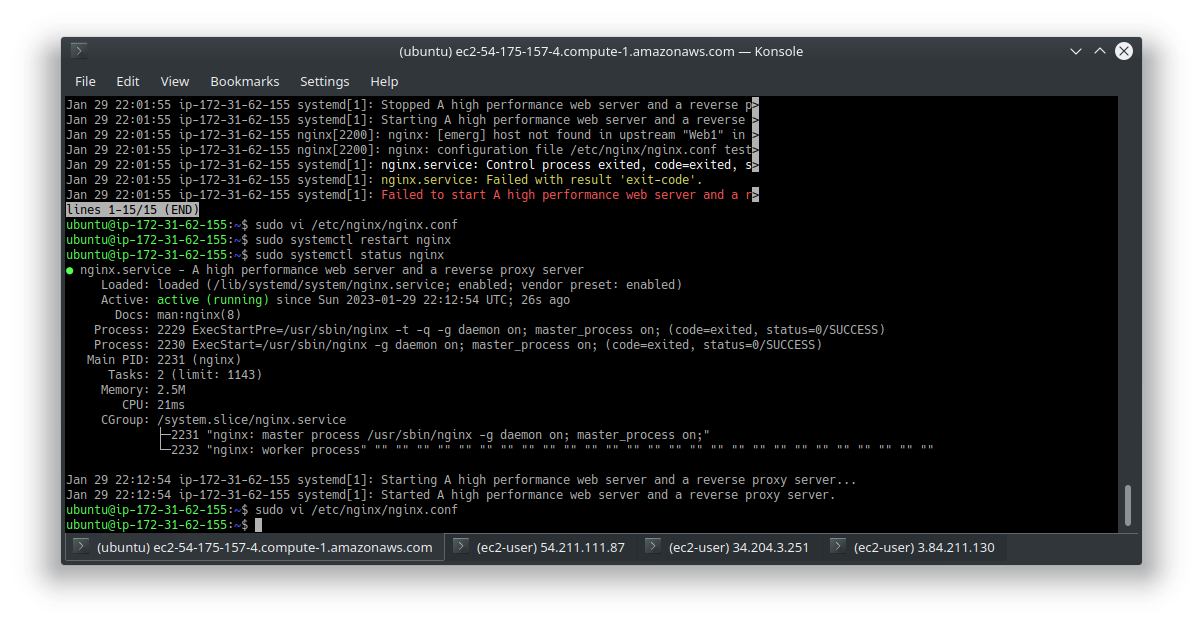 (ubuntu) ec2-54-175-157-4.compute-1.amazonaws.com — Konsole
File Edit View Bookmarks Settings Help
Jan 29 22:01:55 ip-172-31-62-155 systemd[1]: Stopped A high performance web server and a reverse p>
Jan 29 22:01:55 ip-172-31-62-155 systemd[1]: Starting A high performance web server and a reverse >
Jan 29 22:01:55 ip-172-31-62-155 nginx[2200]: nginx: [emerg] host not found in upstream "Web1" in >
Jan 29 22:01:55 ip-172-31-62-155 nginx[2200]: nginx: configuration file /etc/nginx/nginx.conf test>
Jan 29 22:01:55 ip-172-31-62-155 systemd[1]: nginx.service: Control process exited, code=exited, s>
Jan 29 22:01:55 ip-172-31-62-155 systemd[1]: nginx.service: Failed with result 'exit-code'.
Jan 29 22:01:55 ip-172-31-62-155 systemd[1]: Failed to start A high performance web server and a r>
lines 1-15/15 (END)
ubuntu@ip-172-31-62-155:~$ sudo vi /etc/nginx/nginx.conf
ubuntu@ip-172-31-62-155:~$ sudo systemctl restart nginx
ubuntu@ip-172-31-62-155:~$ sudo systemctl status nginx
● nginx.service - A high performance web server and a reverse proxy server
Loaded: loaded (/lib/systemd/system/nginx.service; enabled; vendor preset: enabled)
Active: active (running) since Sun 2023-01-29 22:12:54 UTC; 26s ago
Docs: man:nginx(8)
Process: 2229 ExecStartPre=/usr/sbin/nginx -t -q -g daemon on; master_process on; (code=exited, status=0/SUCCESS)
Process: 2230 ExecStart=/usr/sbin/nginx -g daemon on; master_process on; (code=exited, status=0/SUCCESS)
Main PID: 2231 (nginx)
Tasks: 2 (limit: 1143)
Memory: 2.5M
CPU: 21ms
CGroup: /system.slice/nginx.service
├─2231 "nginx: master process /usr/sbin/nginx -g daemon on; master_process on;"
└─2232 "nginx: worker process" "" "" "" "" "" "" "" "" "" "" "" "" "" "" "" "" "" "" "" "" "" "" "" "" "" "" ""
Jan 29 22:12:54 ip-172-31-62-155 systemd[1]: Starting A high performance web server and a reverse proxy server...
Jan 29 22:12:54 ip-172-31-62-155 systemd[1]: Started A high performance web server and a reverse proxy server.
ubuntu@ip-172-31-62-155:~$ sudo vi /etc/nginx/nginx.conf
ubuntu@ip-172-31-62-155:~$
(ubuntu) ec2-54-175-157-4.compute-1.amazonaws.com (ec2-user) 54.211.111.87 (ec2-user) 34.204.3.251 (ec2-user) 3.84.211.130